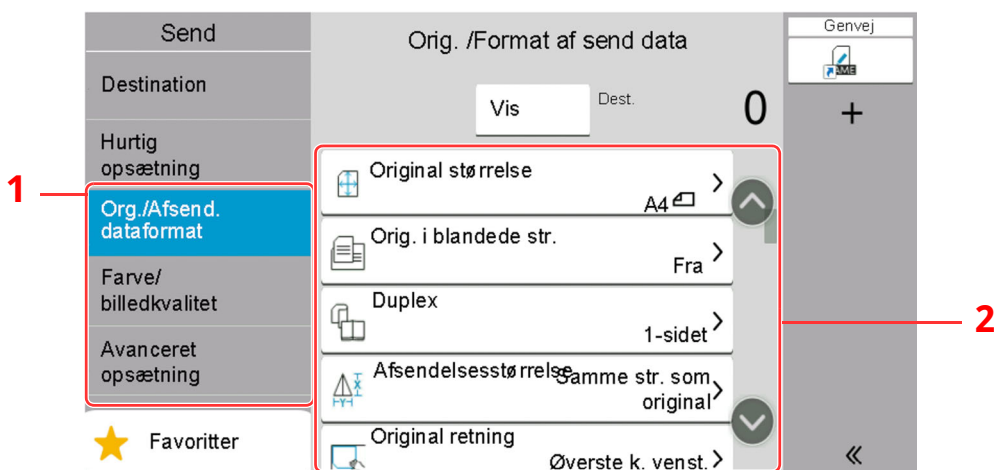 Send
Destination
Hurtig
opsætning
Org./Afsend.
dataformat
Farve/
billedkvalitet
Avanceret
opsætning
Favoritter
1
Orig. /Format af send data
Vis
Dest.
0
Original størrelse
A4
Orig. i blandede str.
Fra
Duplex
1-sidet
Afsendelsesstørrelse
Samme str. som
original
Original retning
Øverste k. venst.
2
Genvej
+